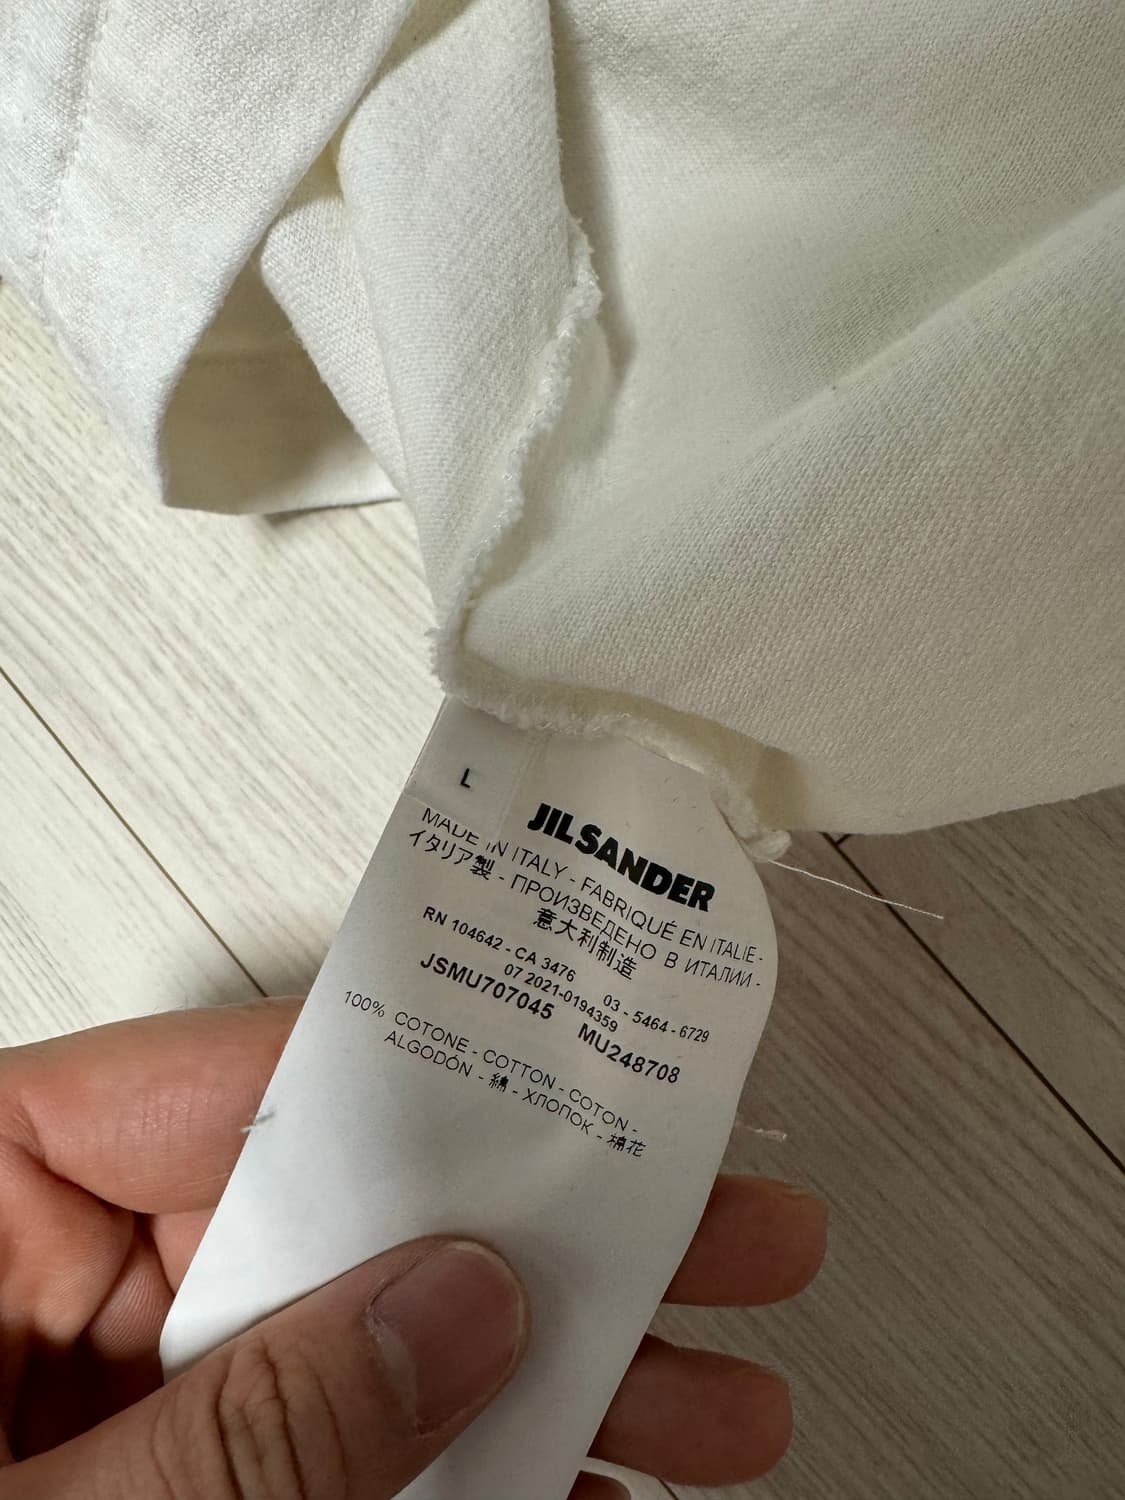 L
JIL SANDER
MADE IN ITALY - FABRIQUÉ EN ITALIE -
イタリア製 - ПРОИЗВЕДЕНО В ИТАЛИИ -
意大利制造
RN 104642 - CA 3476 03 - 5464 - 6729
07 2021-0194359
JSMU707045 MU248708
100% COTONE - COTTON - COTON -
ALGODÓN - 綿 - ХЛОПОК - 棉花